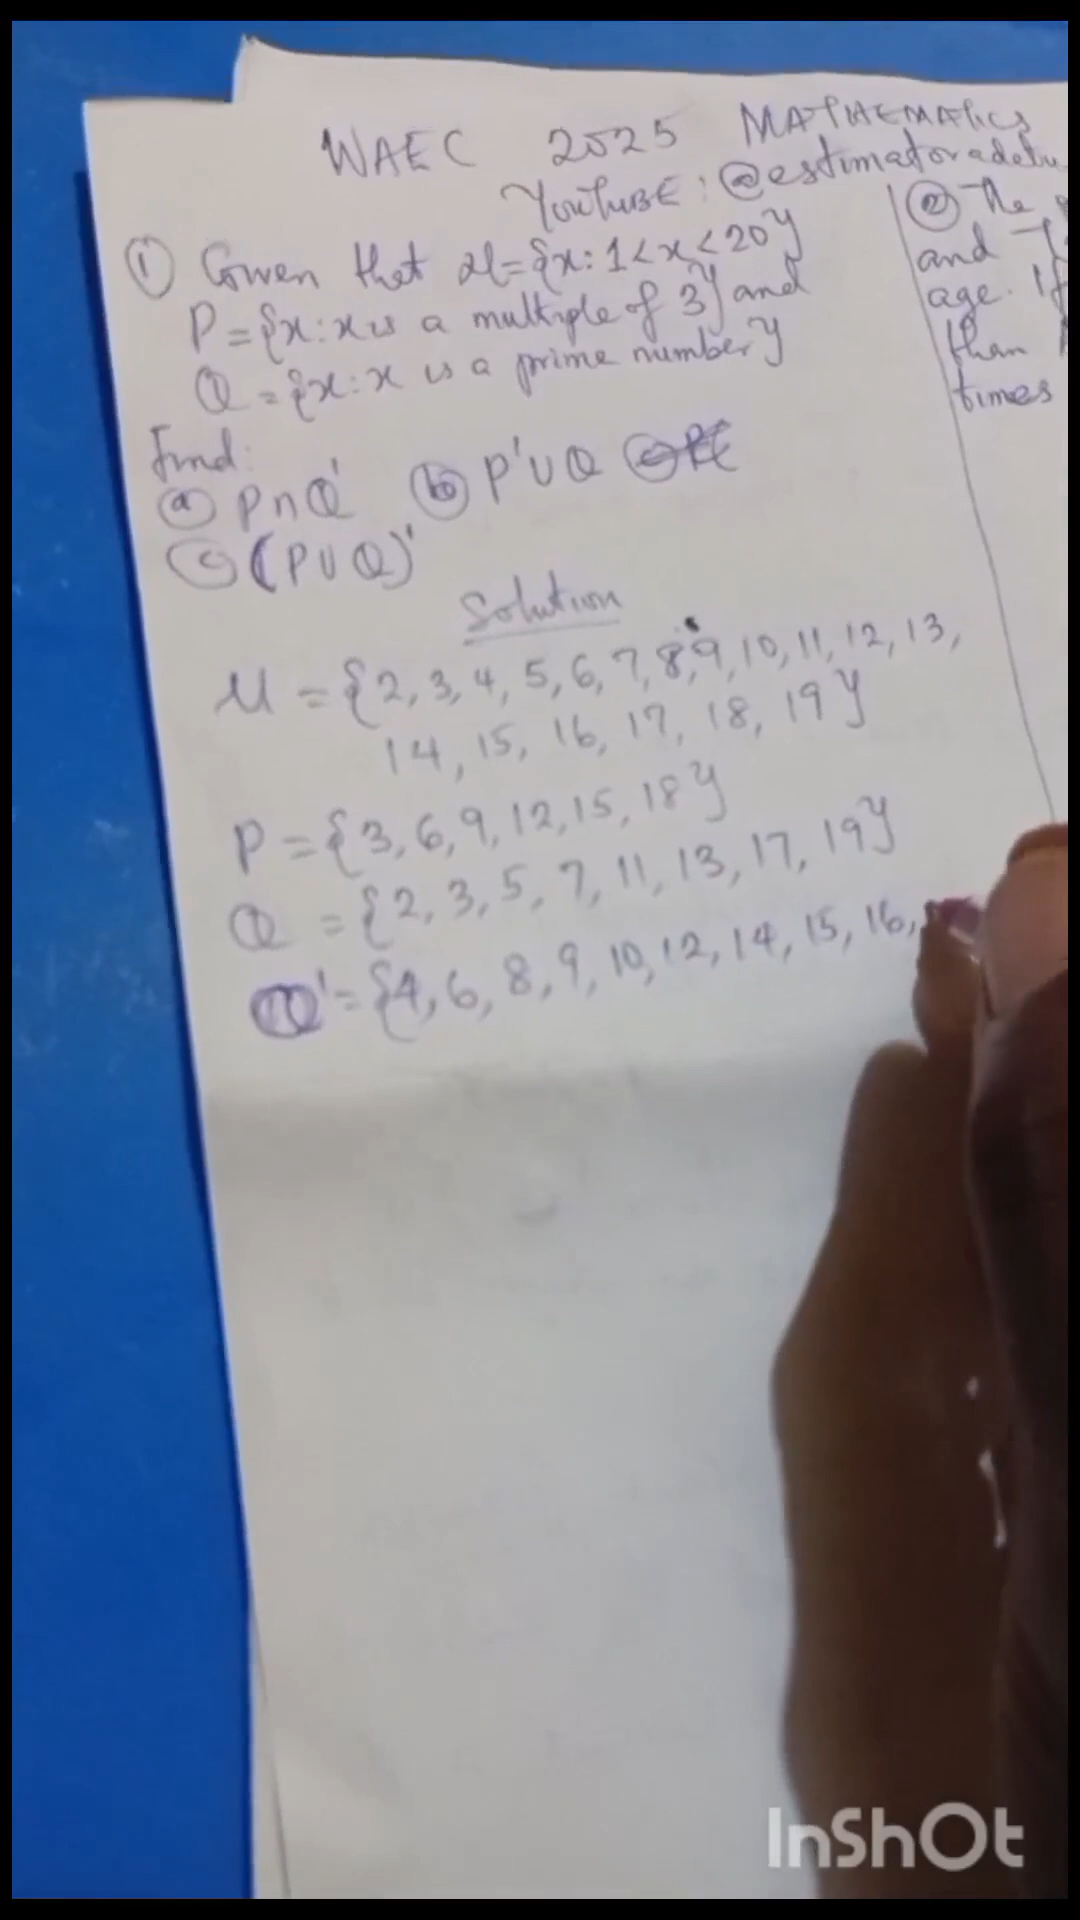 WAEC 2025 MATHEMATICS
YOUTUBE: @estimatoradetu
① Given that U={x:1<x<20}
P={x:x is a multiple of 3} and
Q={x:x is a prime number}
Find:
ⓐ P∩Q' ⓑ P'∪Q
ⓒ (P∪Q)'
② The
and
age. If
than
times
Solution
U={2,3,4,5,6,7,8,9,10,11,12,13,
14,15,16,17,18,19}
P={3,6,9,12,15,18}
Q={2,3,5,7,11,13,17,19}
Q'={4,6,8,9,10,12,14,15,16,
InShOt